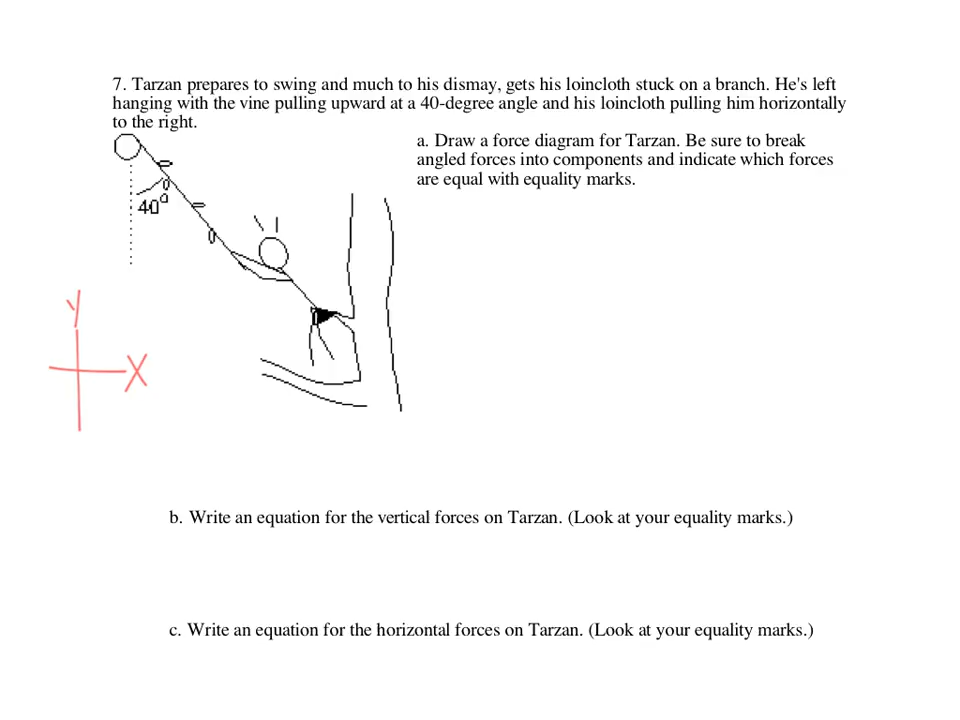 7. Tarzan prepares to swing and much to his dismay, gets his loincloth stuck on a branch. He's left
hanging with the vine pulling upward at a 40-degree angle and his loincloth pulling him horizontally
to the right.
a. Draw a force diagram for Tarzan. Be sure to break
angled forces into components and indicate which forces
are equal with equality marks.
40°
Y
X
b. Write an equation for the vertical forces on Tarzan. (Look at your equality marks.)
c. Write an equation for the horizontal forces on Tarzan. (Look at your equality marks.)